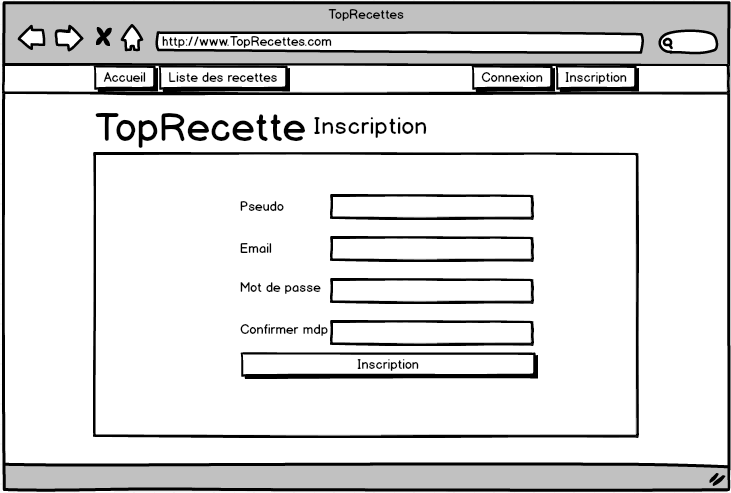 TopRecettes
http://www.TopRecettes.com
Accueil Liste des recettes Connexion Inscription
TopRecette Inscription
Pseudo
Email
Mot de passe
Confirmer mdp
Inscription